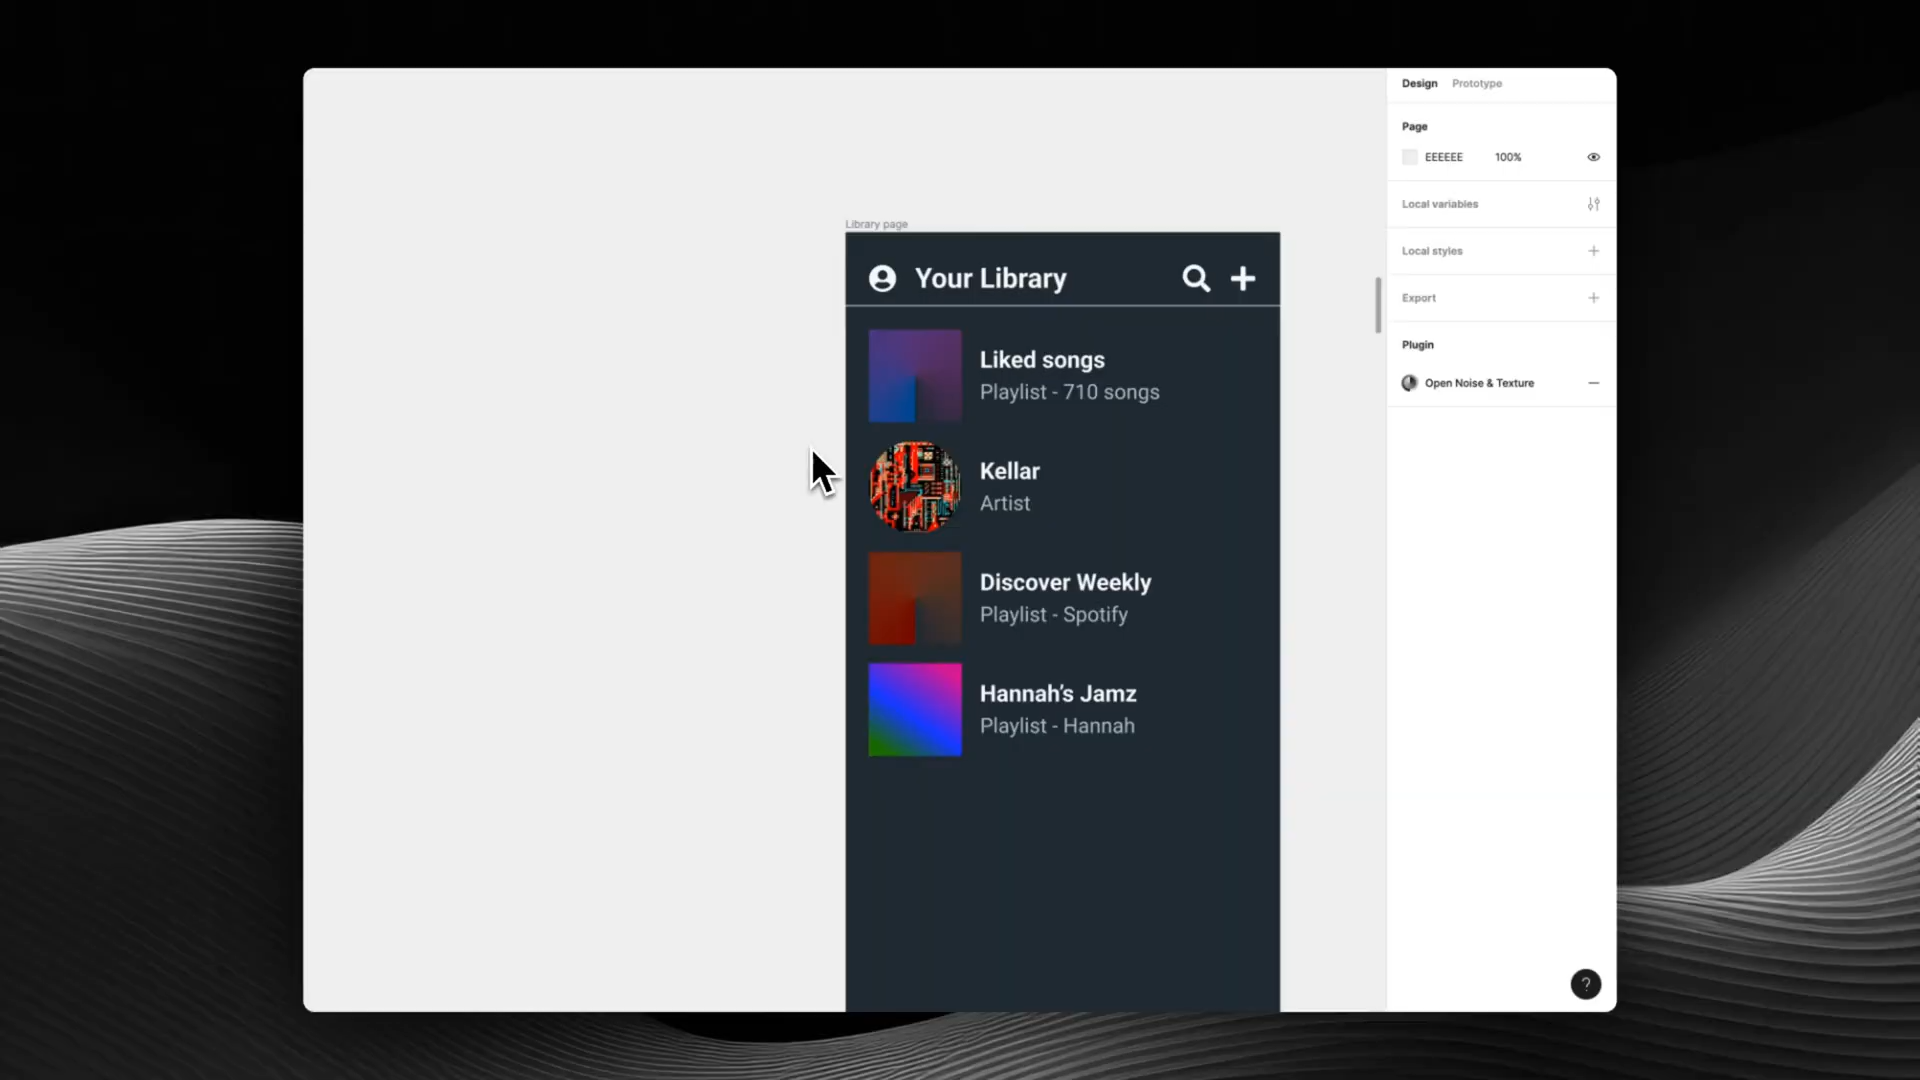 Design Prototype
Page
EEEEEE 100%
Local variables
Local styles
Export
Plugin
Open Noise & Texture
Library page
Your Library
Liked songs
Playlist - 710 songs
Kellar
Artist
Discover Weekly
Playlist - Spotify
Hannah's Jamz
Playlist - Hannah
?